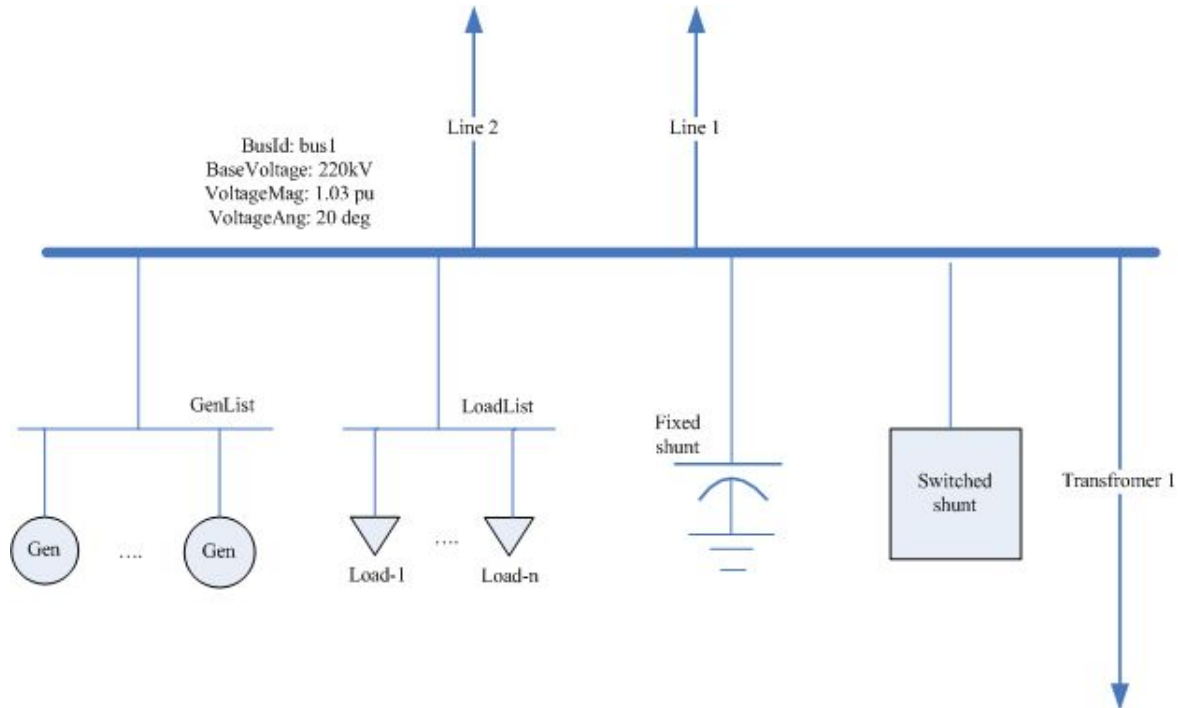 Line 2
Line 1
BusId: bus1
BaseVoltage: 220kV
VoltageMag: 1.03 pu
VoltageAng: 20 deg
GenList
LoadList
Fixed
shunt
Switched
shunt
Transfromer 1
Gen
....
Gen
....
Load-1
Load-n